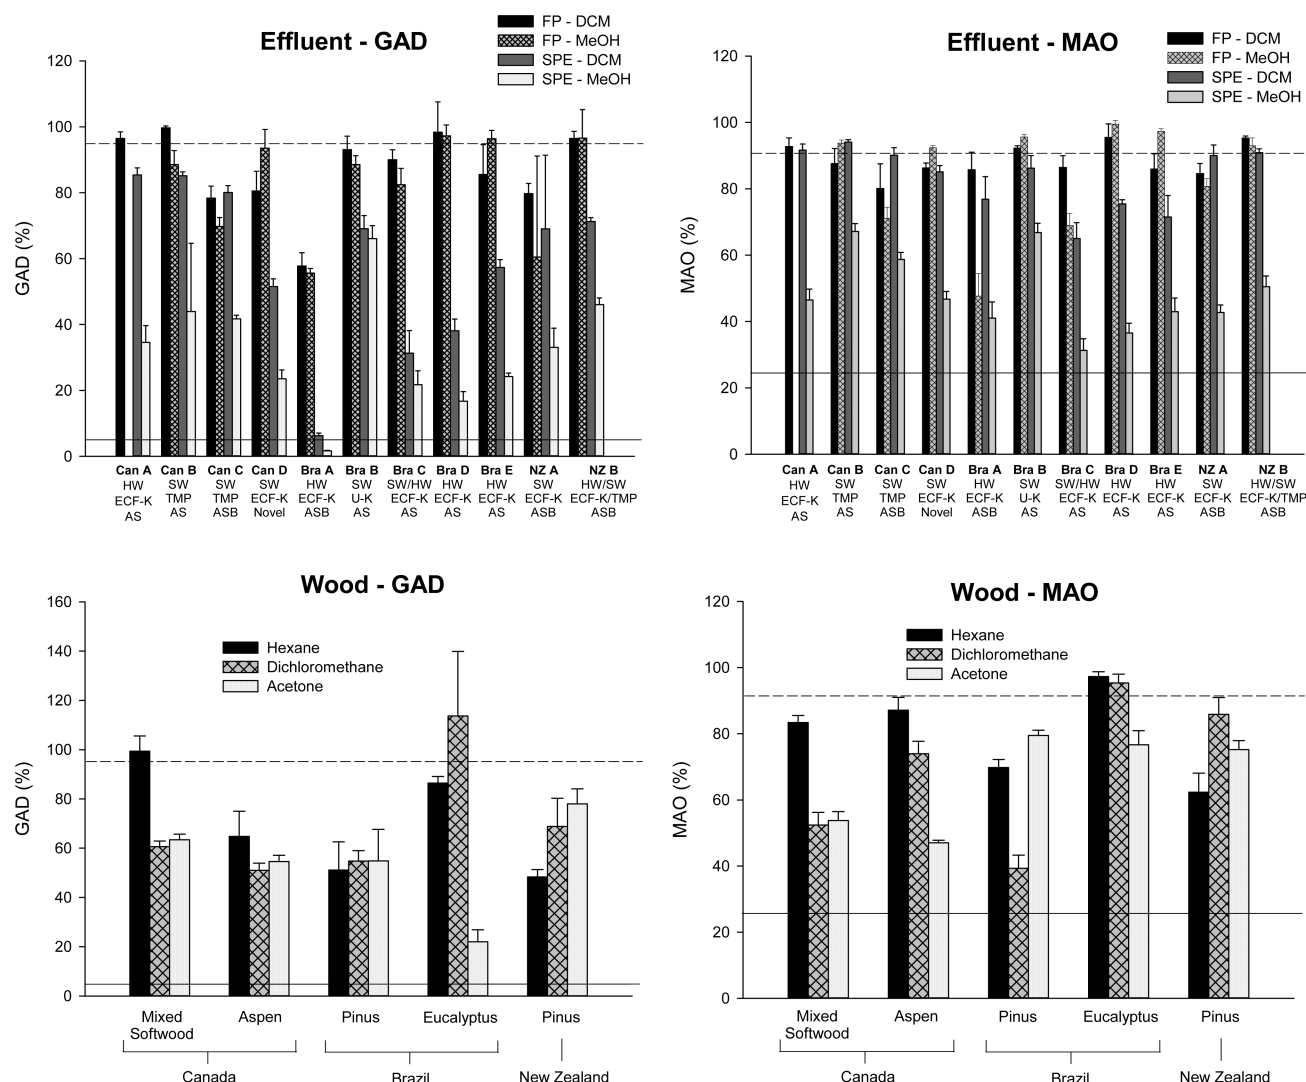 Effluent - GAD
FP - DCM
FP - MeOH
SPE - DCM
SPE - MeOH
GAD (%)
120
100
80
60
40
20
0
Can A
HW
ECF-K
AS
Can B
SW
TMP
AS
Can C
SW
TMP
ASB
Can D
SW
ECF-K
Novel
Bra A
HW
ECF-K
ASB
Bra B
SW
U-K
AS
Bra C
SW/HW
ECF-K
AS
Bra D
HW
ECF-K
AS
Bra E
HW
ECF-K
AS
NZ A
SW
ECF-K
ASB
NZ B
HW/SW
ECF-K/TMP
ASB
Effluent - MAO
FP - DCM
FP - MeOH
SPE - DCM
SPE - MeOH
MAO (%)
120
100
80
60
40
20
0
Can A
HW
ECF-K
AS
Can B
SW
TMP
AS
Can C
SW
TMP
ASB
Can D
SW
ECF-K
Novel
Bra A
HW
ECF-K
ASB
Bra B
SW
U-K
AS
Bra C
SW/HW
ECF-K
AS
Bra D
HW
ECF-K
AS
Bra E
HW
ECF-K
AS
NZ A
SW
ECF-K
ASB
NZ B
HW/SW
ECF-K/TMP
ASB
Wood - GAD
Hexane
Dichloromethane
Acetone
GAD (%)
160
140
120
100
80
60
40
20
0
Mixed
Softwood
Aspen
Pinus
Eucalyptus
Pinus
Canada
Brazil
New Zealand
Wood - MAO
Hexane
Dichloromethane
Acetone
MAO (%)
120
100
80
60
40
20
0
Mixed
Softwood
Aspen
Pinus
Eucalyptus
Pinus
Canada
Brazil
New Zealand